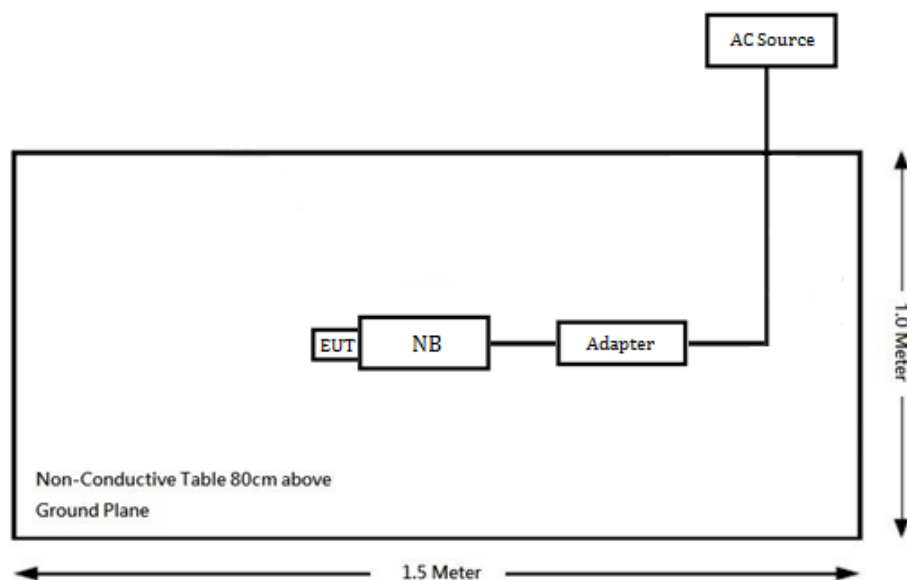 AC Source
EUT
NB
Adapter
1.0 Meter
Non-Conductive Table 80cm above
Ground Plane
1.5 Meter